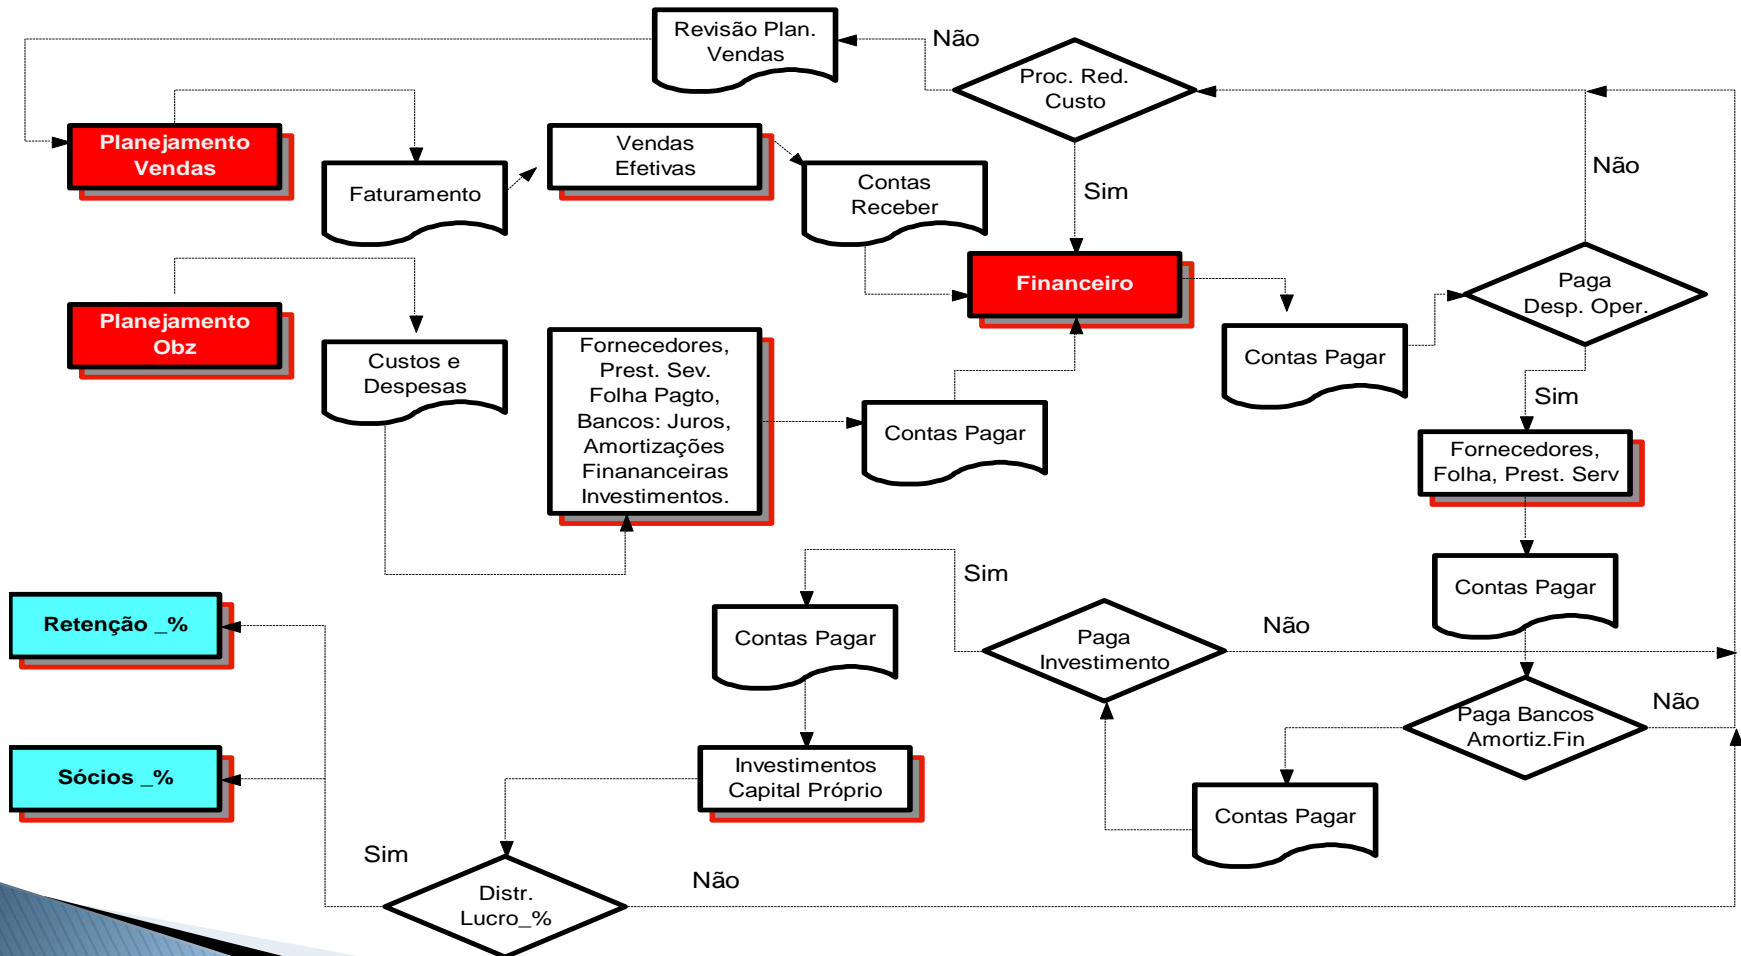 Revisão Plan.
Vendas
Não
Proc. Red.
Custo
Planejamento
Vendas
Faturamento
Vendas
Efetivas
Contas
Receber
Sim
Não
Financeiro
Paga
Desp. Oper.
Planejamento
Obz
Custos e
Despesas
Fornecedores,
Prest. Sev.
Folha Pagto,
Bancos: Juros,
Amortizações
Finananceiras
Investimentos.
Contas Pagar
Contas Pagar
Sim
Fornecedores,
Folha, Prest. Serv
Contas Pagar
Sim
Retenção _%
Contas Pagar
Paga
Investimento
Não
Paga Bancos
Amortiz.Fin
Não
Sócios _%
Investimentos
Capital Próprio
Contas Pagar
Sim
Distr.
Lucro_%
Não